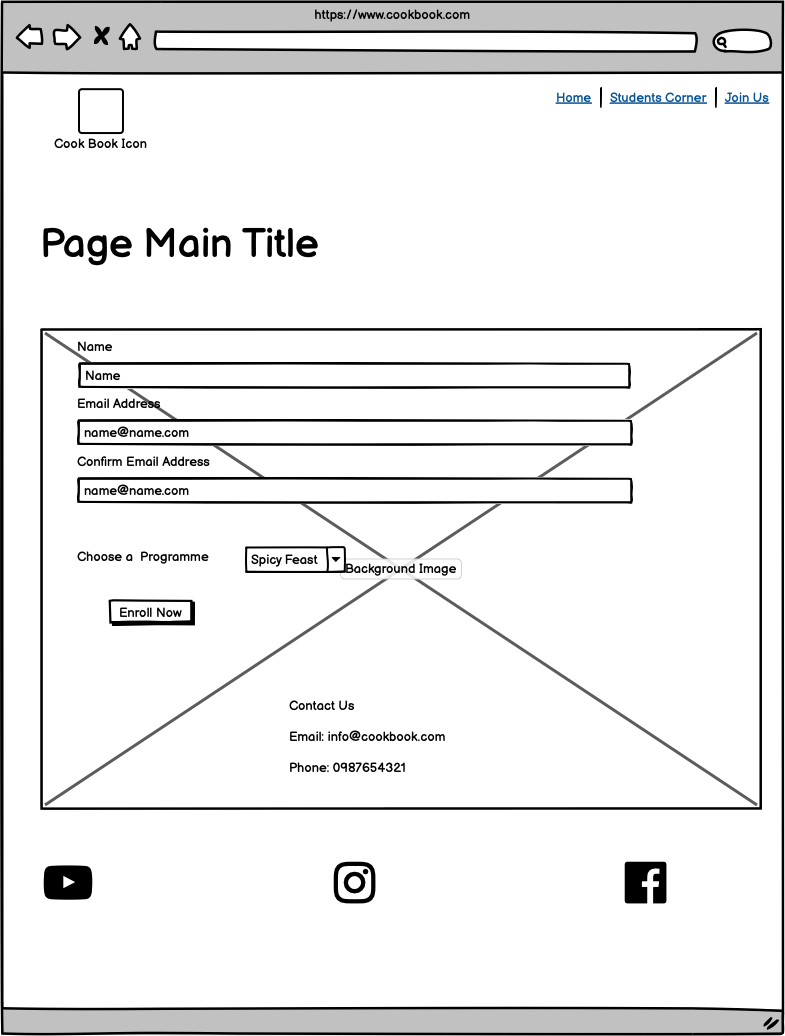 https://www.cookbook.com
Home Students Corner Join Us
Cook Book Icon
Page Main Title
Name
Name
Email Address
name@name.com
Confirm Email Address
name@name.com
Choose a Programme Spicy Feast
Background Image
Enroll Now
Contact Us
Email: info@cookbook.com
Phone: 0987654321